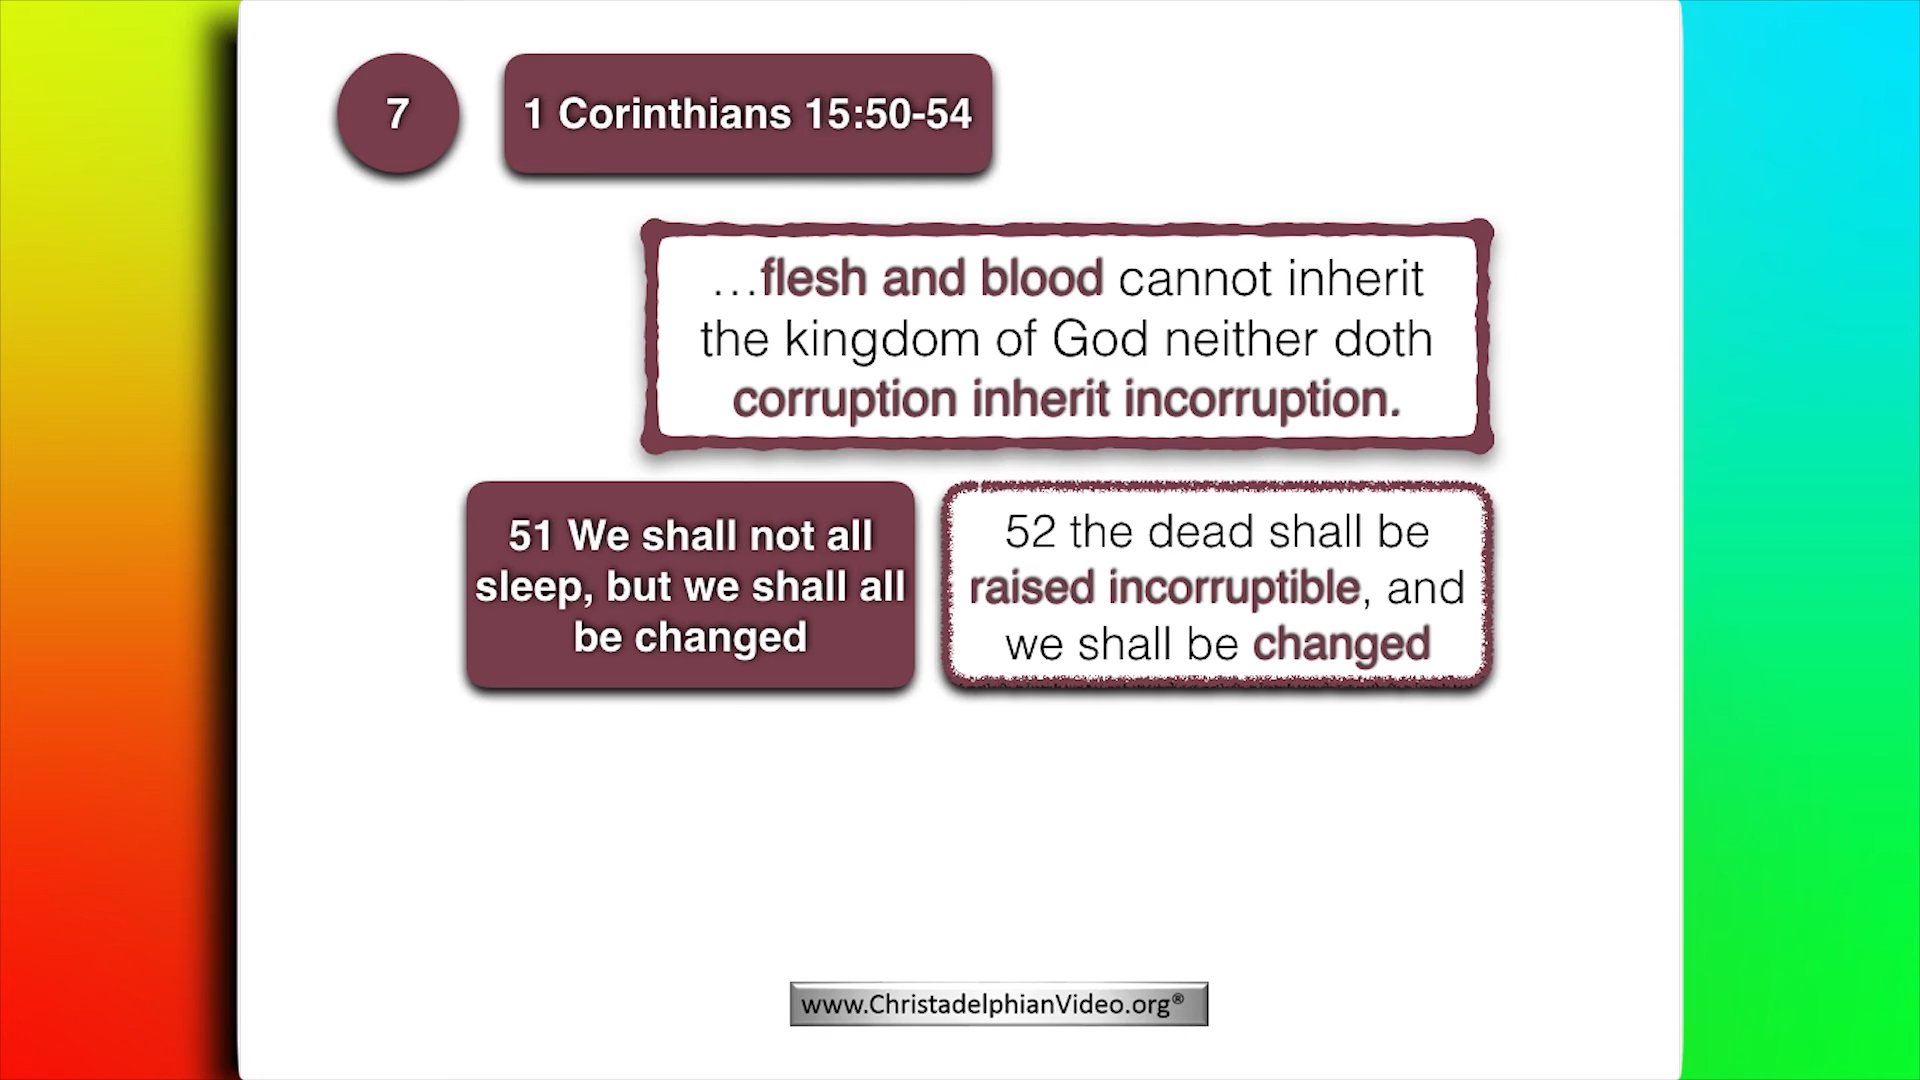 7
1 Corinthians 15:50-54
…flesh and blood cannot inherit
the kingdom of God neither doth
corruption inherit incorruption.
51 We shall not all
sleep, but we shall all
be changed
52 the dead shall be
raised incorruptible, and
we shall be changed
www.ChristadelphianVideo.org®